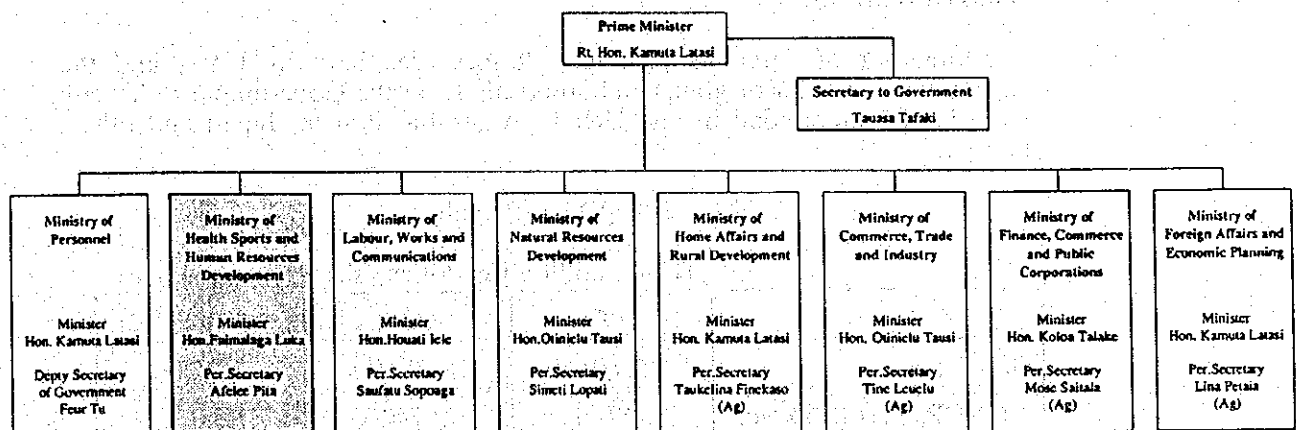 Prime Minister
Rt. Hon. Kamuta Latasi
Secretary to Government
Tauasa Tafaki
Ministry of
Personnel
Minister
Hon. Kamuta Latasi
Depty Secretary
of Government
Feur Tu
Ministry of
Health Sports and
Human Resources
Development
Minister
Hon.Faimalaga Luka
Per.Secretary
Afelee Pita
Ministry of
Labour, Works and
Communications
Minister
Hon.Houati Iele
Per.Secretary
Saufatu Sopoaga
Ministry of
Natural Resources
Development
Minister
Hon.Otinielu Tausi
Per.Secretary
Simeti Lopati
Ministry of
Home Affairs and
Rural Development
Minister
Hon. Kamuta Latasi
Per.Secretary
Taukelina Finekaso
(Ag)
Ministry of
Commerce, Trade
and Industry
Minister
Hon. Otinielu Tausi
Per.Secretary
Tine Leuelu
(Ag)
Ministry of
Finance, Commerce
and Public
Corporations
Minister
Hon. Koloa Talake
Per.Secretary
Mose Saitala
(Ag)
Ministry of
Foreign Affairs and
Economic Planning
Minister
Hon. Kamuta Latasi
Per.Secretary
Lina Petaia
(Ag)